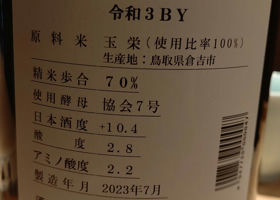 令和3BY
原料米 玉栄(使用比率100%)
生産地:鳥取県倉吉市
精米歩合 70%
使用酵母 協会7号
日本酒度 +10.4
酸度 2.8
アミノ酸度 2.2
製造年月 2023年7月